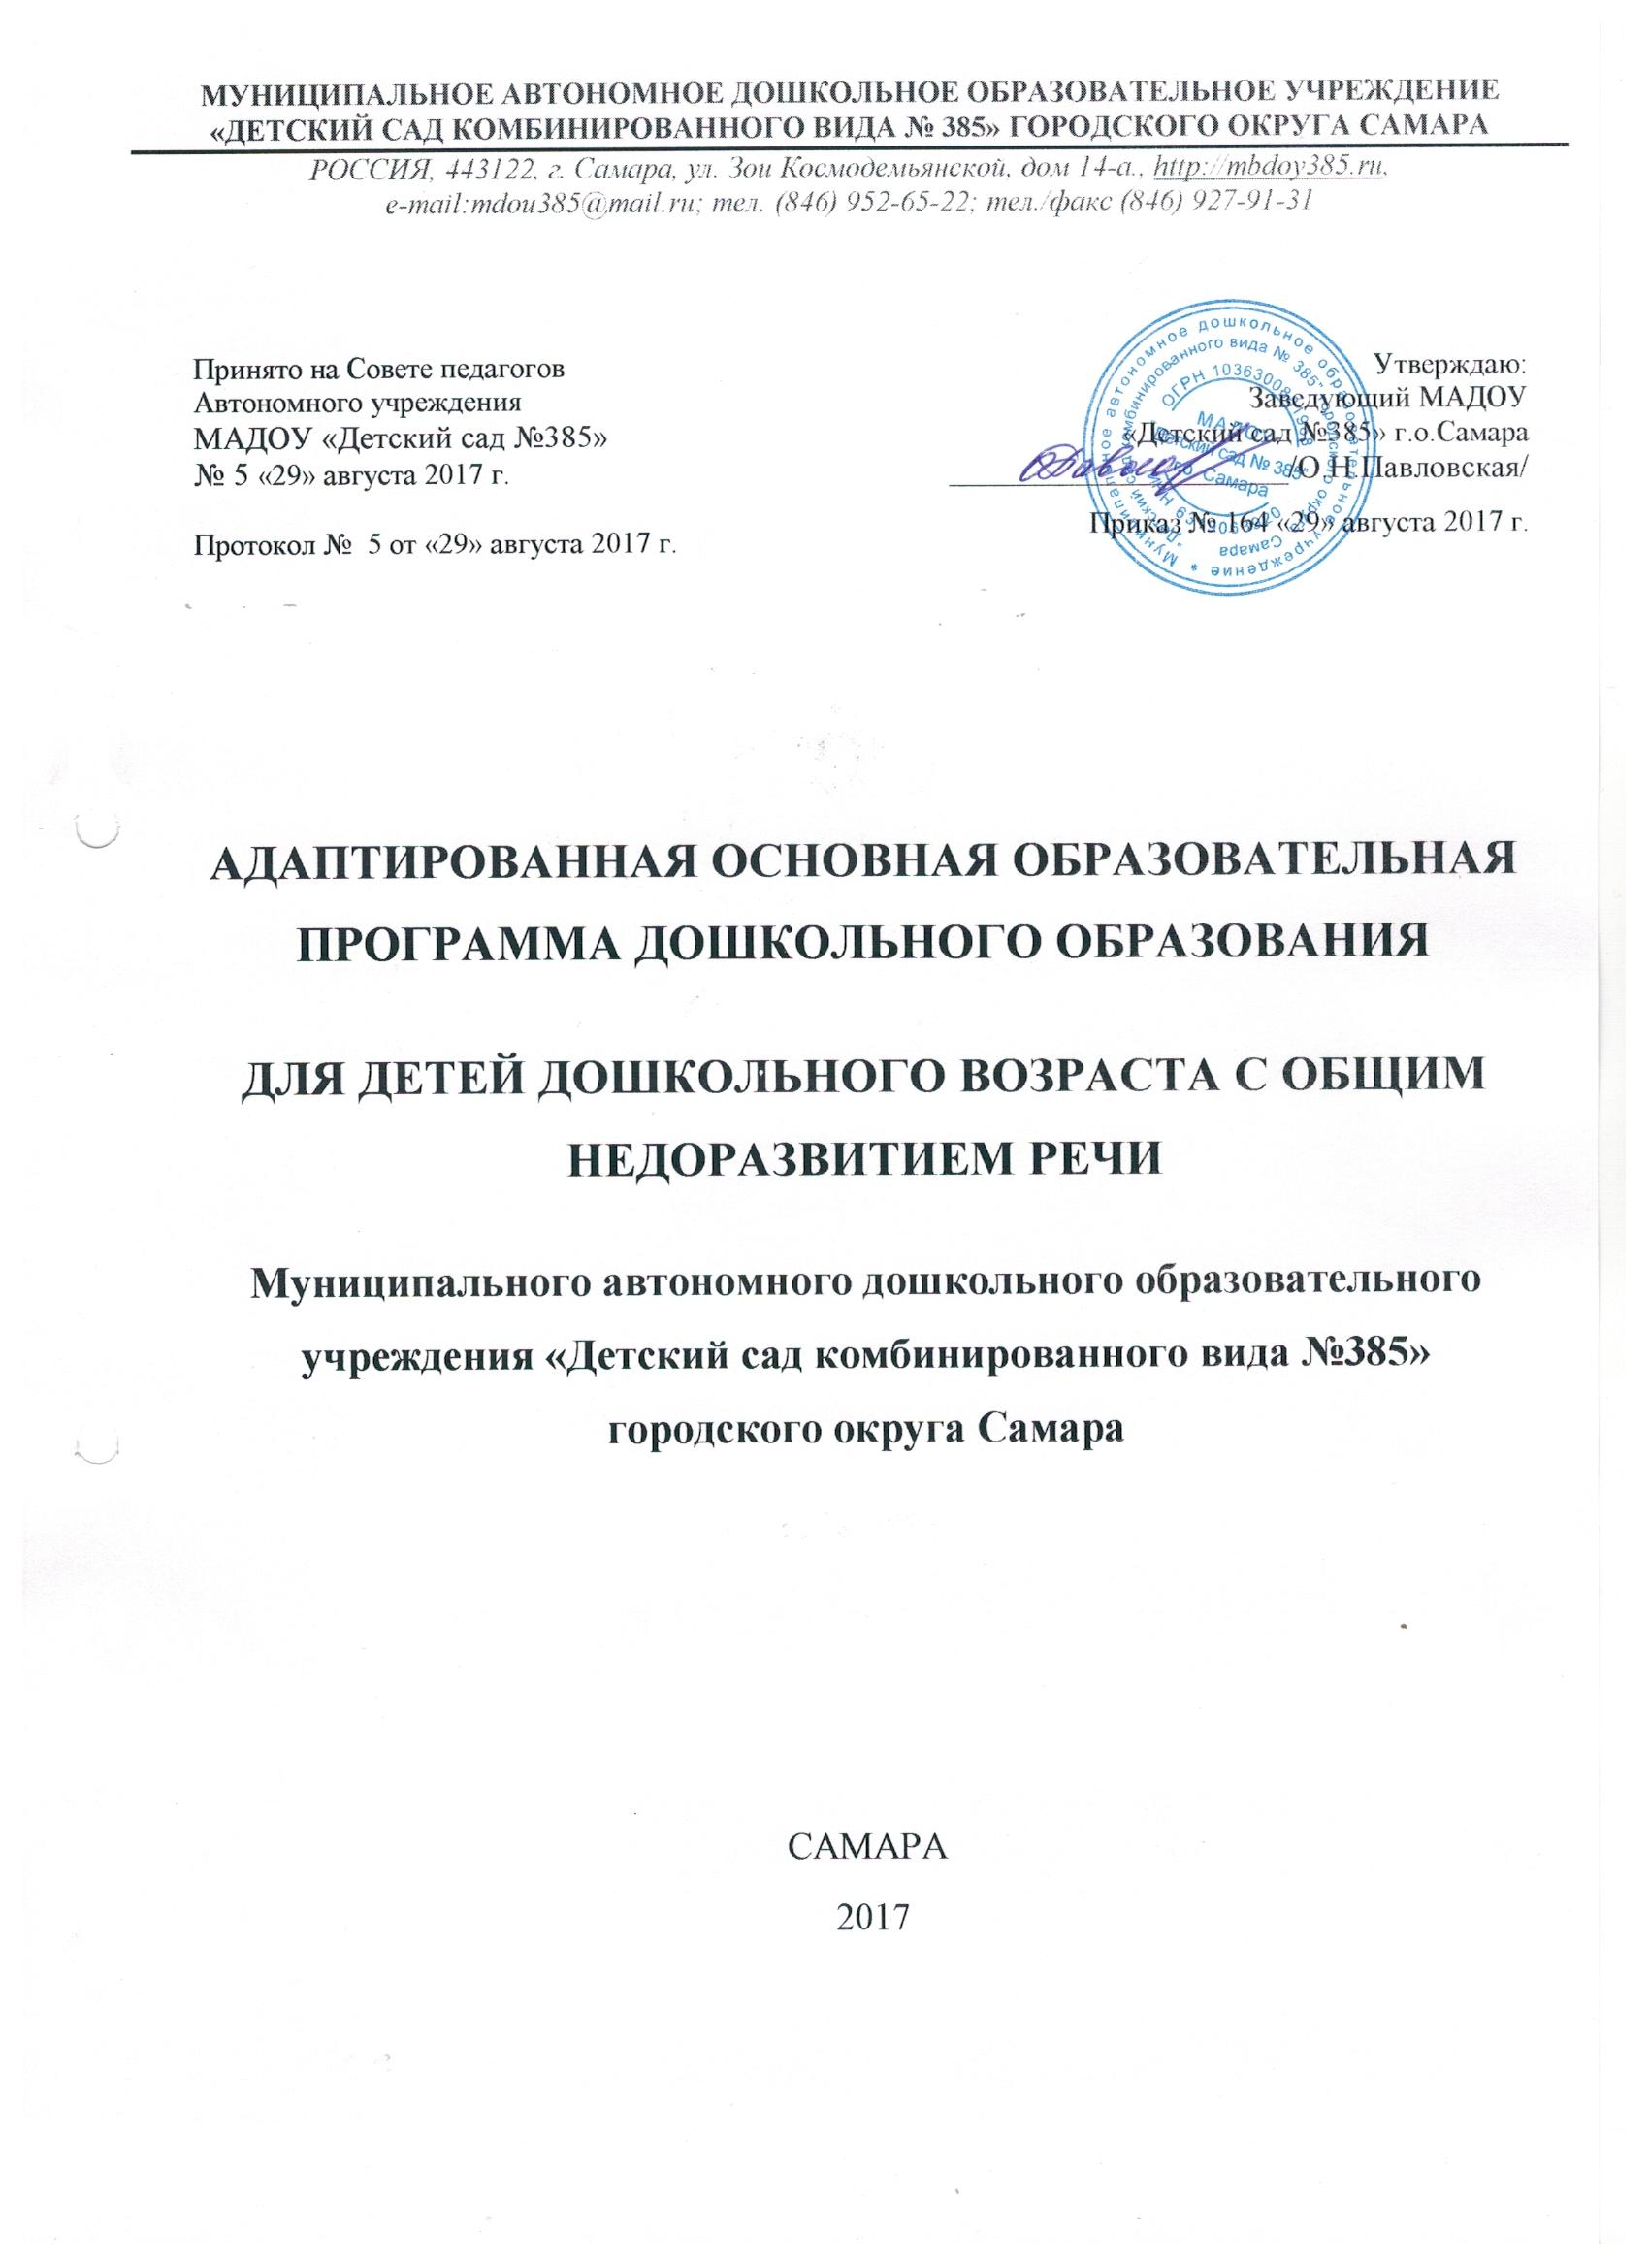 МУНИЦИПАЛЬНОЕ АВТОНОМНОЕ ДОШКОЛЬНОЕ ОБРАЗОВАТЕЛЬНОЕ УЧРЕЖДЕНИЕ
«ДЕТСКИЙ САД КОМБИНИРОВАННОГО ВИДА № 385» ГОРОДСКОГО ОКРУГА САМАРА
РОССИЯ, 443122, г. Самара, ул. Зои Космодемьянской, дом 14-а., http://mbdoy385.ru,
e-mail:mdou385@mail.ru; тел. (846) 952-65-22; тел./факс (846) 927-91-31
Принято на Совете педагогов
Автономного учреждения
МАДОУ «Детский сад №385»
№ 5 «29» августа 2017 г.
Протокол № 5 от «29» августа 2017 г.
Утверждаю:
Заведующий МАДОУ
«Детский сад №385» г.о.Самара
/О.Н.Павловская/
Приказ № 164 «29» августа 2017 г.
АДАПТИРОВАННАЯ ОСНОВНАЯ ОБРАЗОВАТЕЛЬНАЯ
ПРОГРАММА ДОШКОЛЬНОГО ОБРАЗОВАНИЯ
ДЛЯ ДЕТЕЙ ДОШКОЛЬНОГО ВОЗРАСТА С ОБЩИМ
НЕДОРАЗВИТИЕМ РЕЧИ
Муниципального автономного дошкольного образовательного
учреждения «Детский сад комбинированного вида №385»
городского округа Самара
САМАРА
2017